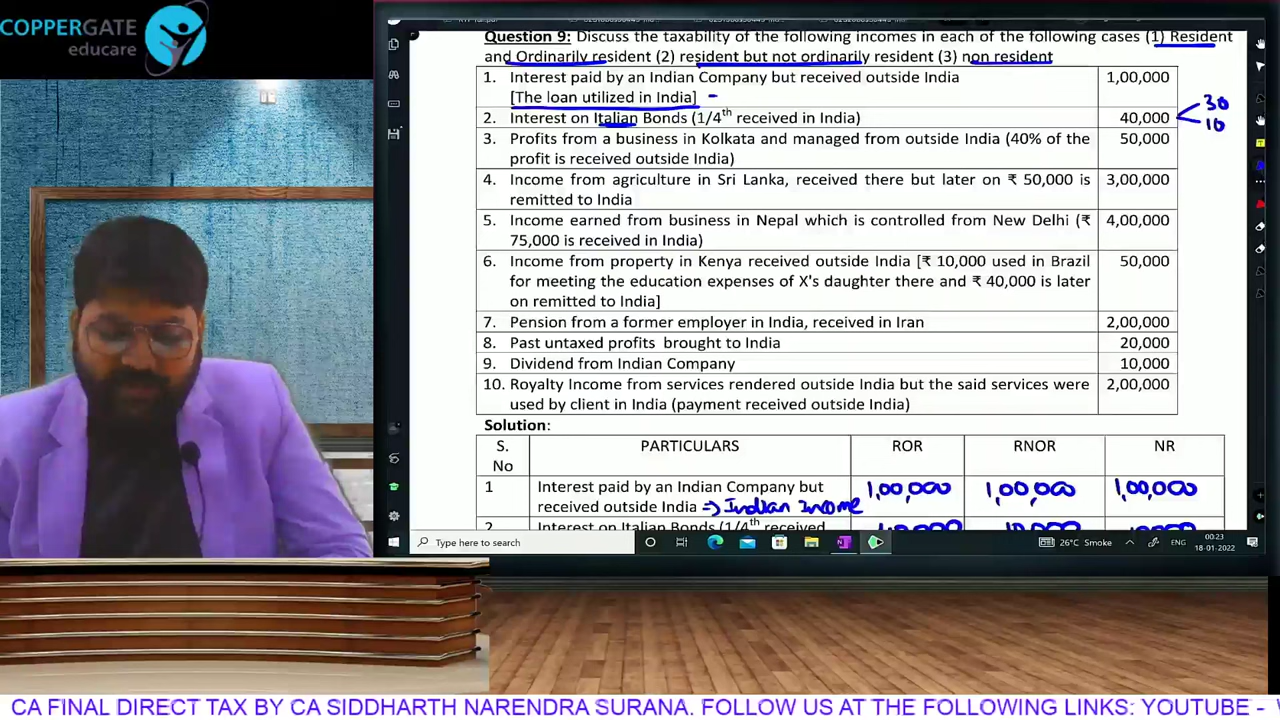 COPPERGATE
educare
Question 9: Discuss the taxability of the following incomes in each of the following cases (1) Resident
and Ordinarily resident (2) resident but not ordinarily resident (3) non resident
1. Interest paid by an Indian Company but received outside India 1,00,000
[The loan utilized in India]
2. Interest on Italian Bonds (1/4th received in India) 40,000
30
10
3. Profits from a business in Kolkata and managed from outside India (40% of the 50,000
profit is received outside India)
4. Income from agriculture in Sri Lanka, received there but later on ₹ 50,000 is 3,00,000
remitted to India
5. Income earned from business in Nepal which is controlled from New Delhi (₹ 4,00,000
75,000 is received in India)
6. Income from property in Kenya received outside India [₹ 10,000 used in Brazil 50,000
for meeting the education expenses of X's daughter there and ₹ 40,000 is later
on remitted to India]
7. Pension from a former employer in India, received in Iran 2,00,000
8. Past untaxed profits brought to India 20,000
9. Dividend from Indian Company 10,000
10. Royalty Income from services rendered outside India but the said services were 2,00,000
used by client in India (payment received outside India)
Solution:
S. No PARTICULARS ROR RNOR NR
1 Interest paid by an Indian Company but 1,00,000 1,00,000 1,00,000
received outside India → Indian Income
2 Interest on Italian Bonds (1/4th received
Type here to search
26°C Smoke
ENG
00:23
18-01-2022
CA FINAL DIRECT TAX BY CA SIDDHARTH NARENDRA SURANA. FOLLOW US AT THE FOLLOWING LINKS: YOUTUBE -